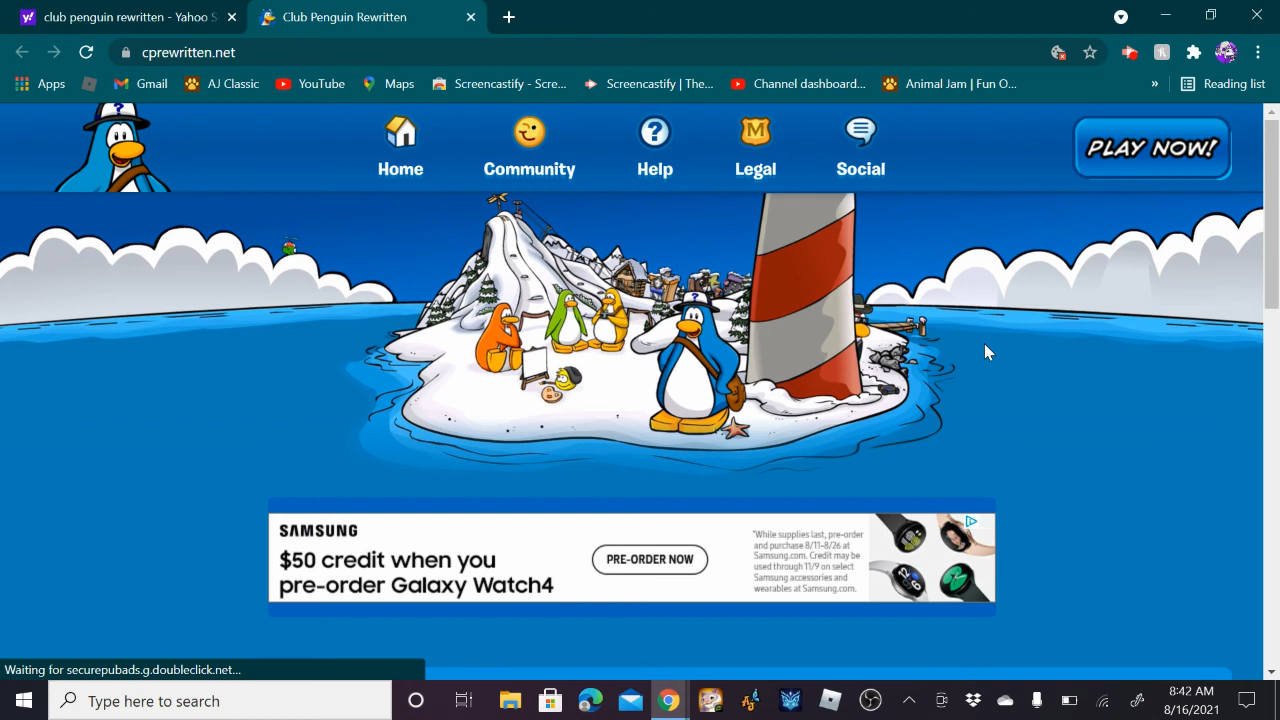 club penguin rewritten - Yahoo S
Club Penguin Rewritten
cprewritten.net
Apps
Gmail
AJ Classic
YouTube
Maps
Screencastify - Scre...
Screencastify | The...
Channel dashboard...
Animal Jam | Fun O...
»
Reading list
?
Home
Community
?
Help
M
Legal
Social
PLAY NOW!
?
SAMSUNG
$50 credit when you
pre-order Galaxy Watch4
PRE-ORDER NOW
*While supplies last, pre-order
and purchase 8/11-8/26 at
Samsung.com. Credit may be
used through 11/9 on select
Samsung accessories and
wearables at Samsung.com.
Waiting for securepubads.g.doubleclick.net...
Type here to search
8:42 AM
8/16/2021